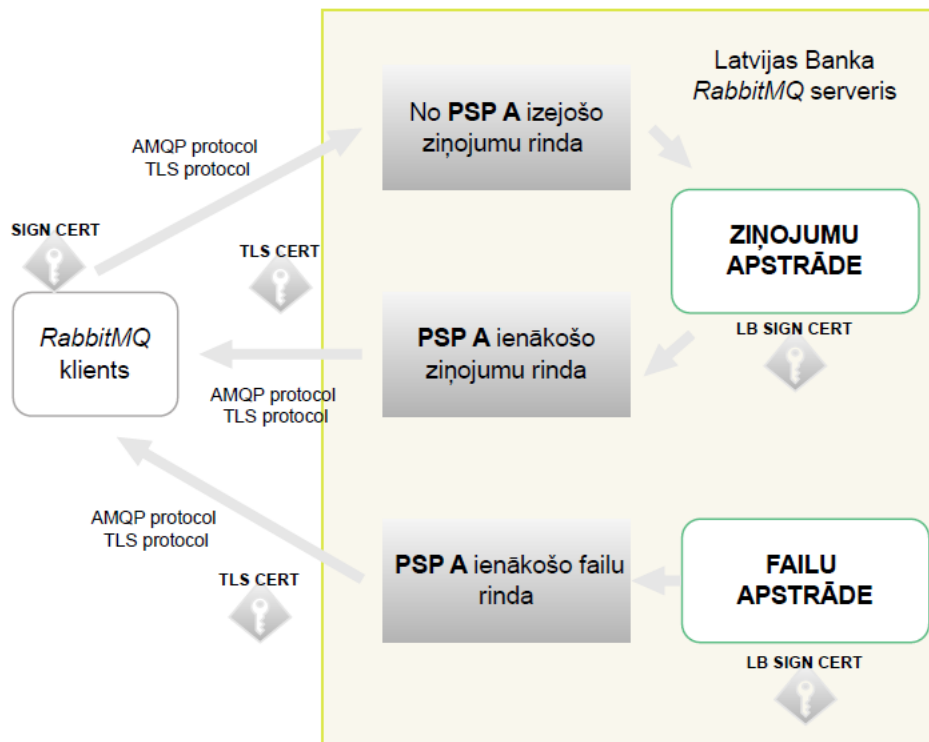 Latvijas Banka
RabbitMQ serveris
No PSP A izejošo
ziņojumu rinda
AMQP protocol
TLS protocol
SIGN CERT
TLS CERT
ZIŅOJUMU
APSTRĀDE
LB SIGN CERT
RabbitMQ
klients
PSP A ienākošo
ziņojumu rinda
AMQP protocol
TLS protocol
AMQP protocol
TLS protocol
TLS CERT
PSP A ienākošo failu
rinda
FAILU
APSTRĀDE
LB SIGN CERT